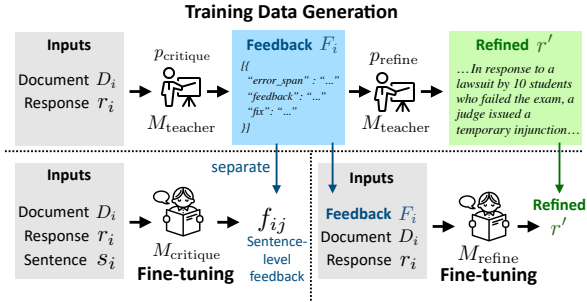 Training Data Generation
Inputs
Document D_i
Response r_i
p_critique
M_teacher
Feedback F_i
[{
"error_span" : "..."
"feedback": "..."
"fix": "..."
}]
p_refine
M_teacher
Refined r'
...In response to a
lawsuit by 10 students
who failed the exam, a
judge issued a
temporary injunction...
separate
Inputs
Document D_i
Response r_i
Sentence s_i
M_critique
Fine-tuning
f_ij
Sentence-
level
feedback
Inputs
Feedback F_i
Document D_i
Response r_i
M_refine
Fine-tuning
Refined
r'